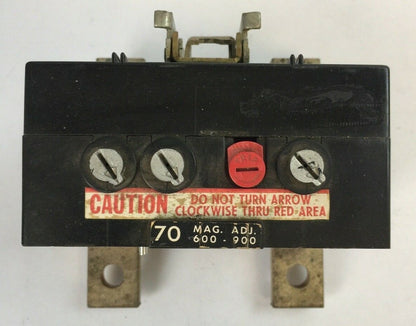 CAUTION DO NOT TURN ARROW
CLOCKWISE THRU RED AREA
70 MAG. ADJ.
600 - 900